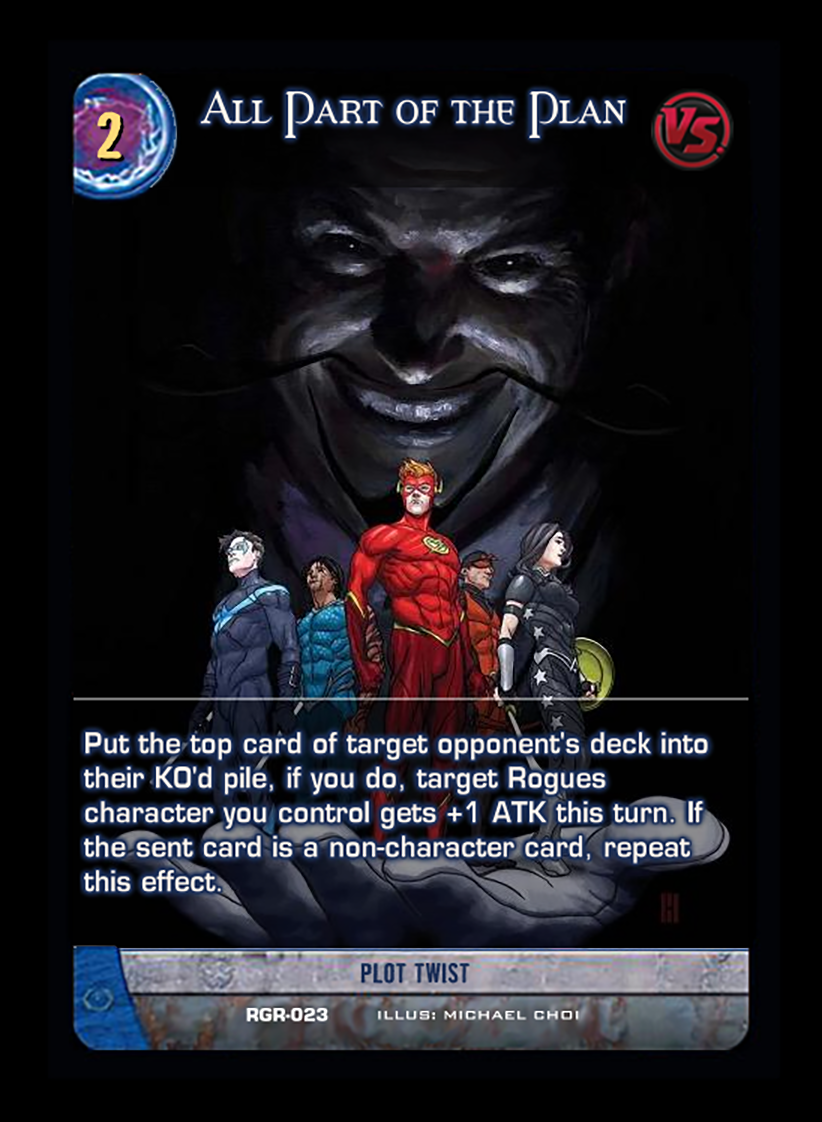 2
All Part of the Plan
VS.
Put the top card of target opponent's deck into
their KO'd pile, if you do, target Rogues
character you control gets +1 ATK this turn. If
the sent card is a non-character card, repeat
this effect.
PLOT TWIST
RGR-023 ILLUS: MICHAEL CHOI